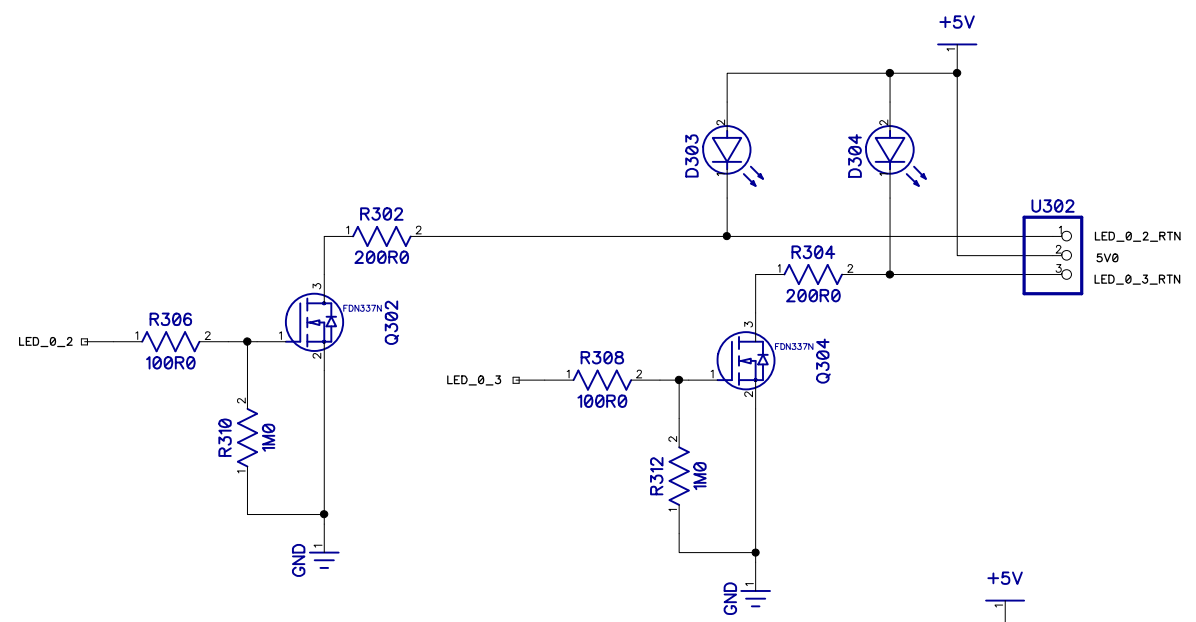 +5V
1
2
2
D303
D304
1
1
U302
R302
1
2
200R0
1
LED_0_2_RTN
2
5V0
3
LED_0_3_RTN
R304
1
2
200R0
3
FDN337N
Q302
R306
LED_0_2
1
2
100R0
1
2
3
FDN337N
Q304
R308
LED_0_3
1
2
100R0
1
2
2
R310
1M0
1
2
R312
1M0
1
GND
1
GND
1
+5V
1